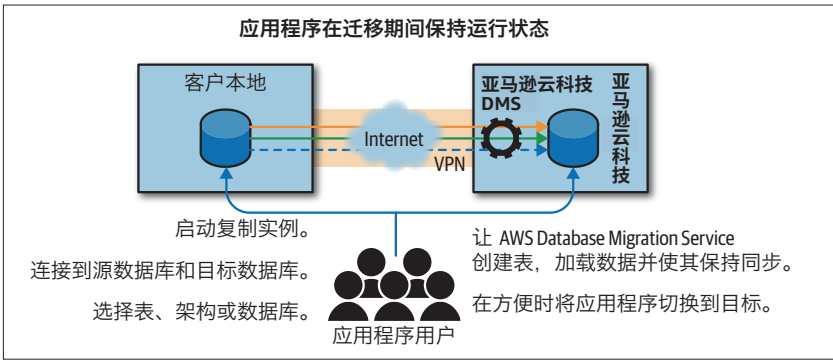 应用程序在迁移期间保持运行状态
客户本地
亚马逊云科技
DMS
亚马逊云科技
Internet
VPN
启动复制实例。
连接到源数据库和目标数据库。
选择表、架构或数据库。
应用程序用户
让 AWS Database Migration Service
创建表，加载数据并使其保持同步。
在方便时将应用程序切换到目标。